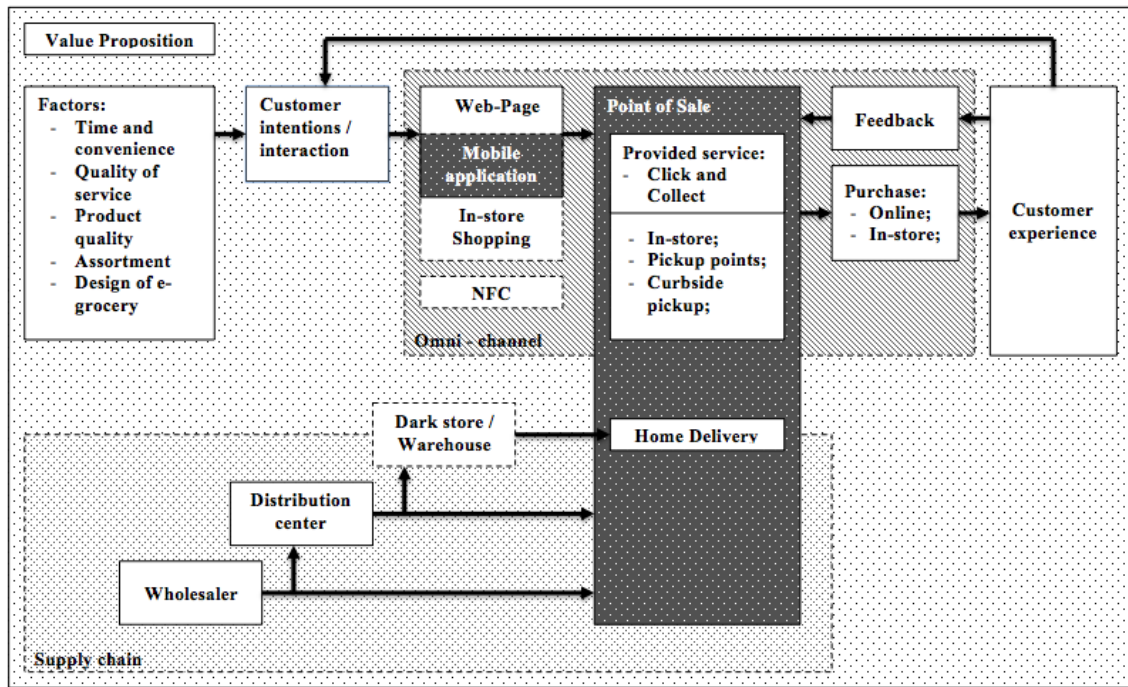 Value Proposition
Factors:
- Time and
convenience
- Quality of
service
- Product
quality
- Assortment
- Design of e-
grocery
Customer
intentions /
interaction
Web-Page
Mobile
application
In-store
Shopping
NFC
Omni - channel
Point of Sale
Provided service:
- Click and
Collect
- In-store;
- Pickup points;
- Curbside
pickup;
Home Delivery
Feedback
Purchase:
- Online;
- In-store;
Customer
experience
Dark store /
Warehouse
Distribution
center
Wholesaler
Supply chain